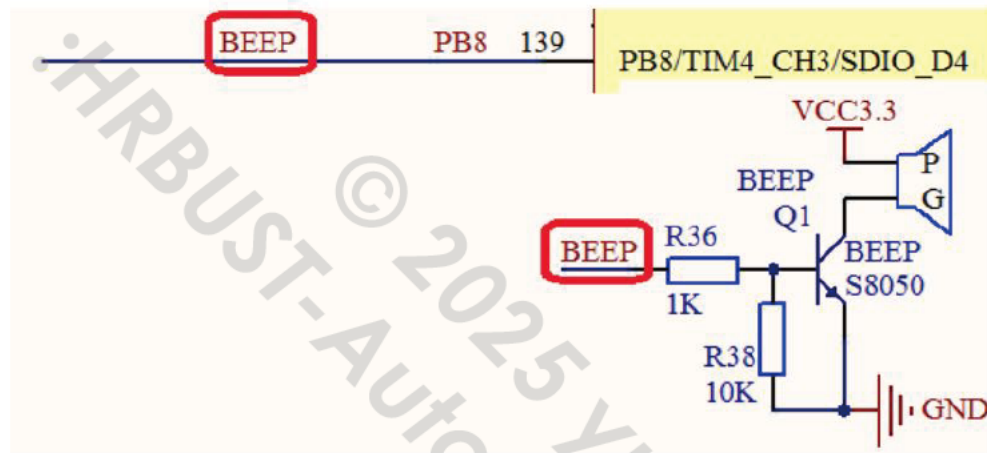 BEEP PB8 139
PB8/TIM4_CH3/SDIO_D4
VCC3.3
P
G
BEEP
Q1
BEEP R36
BEEP
S8050
1K
R38
10K
GND
·HRBUST-Auto
© 2025 Y